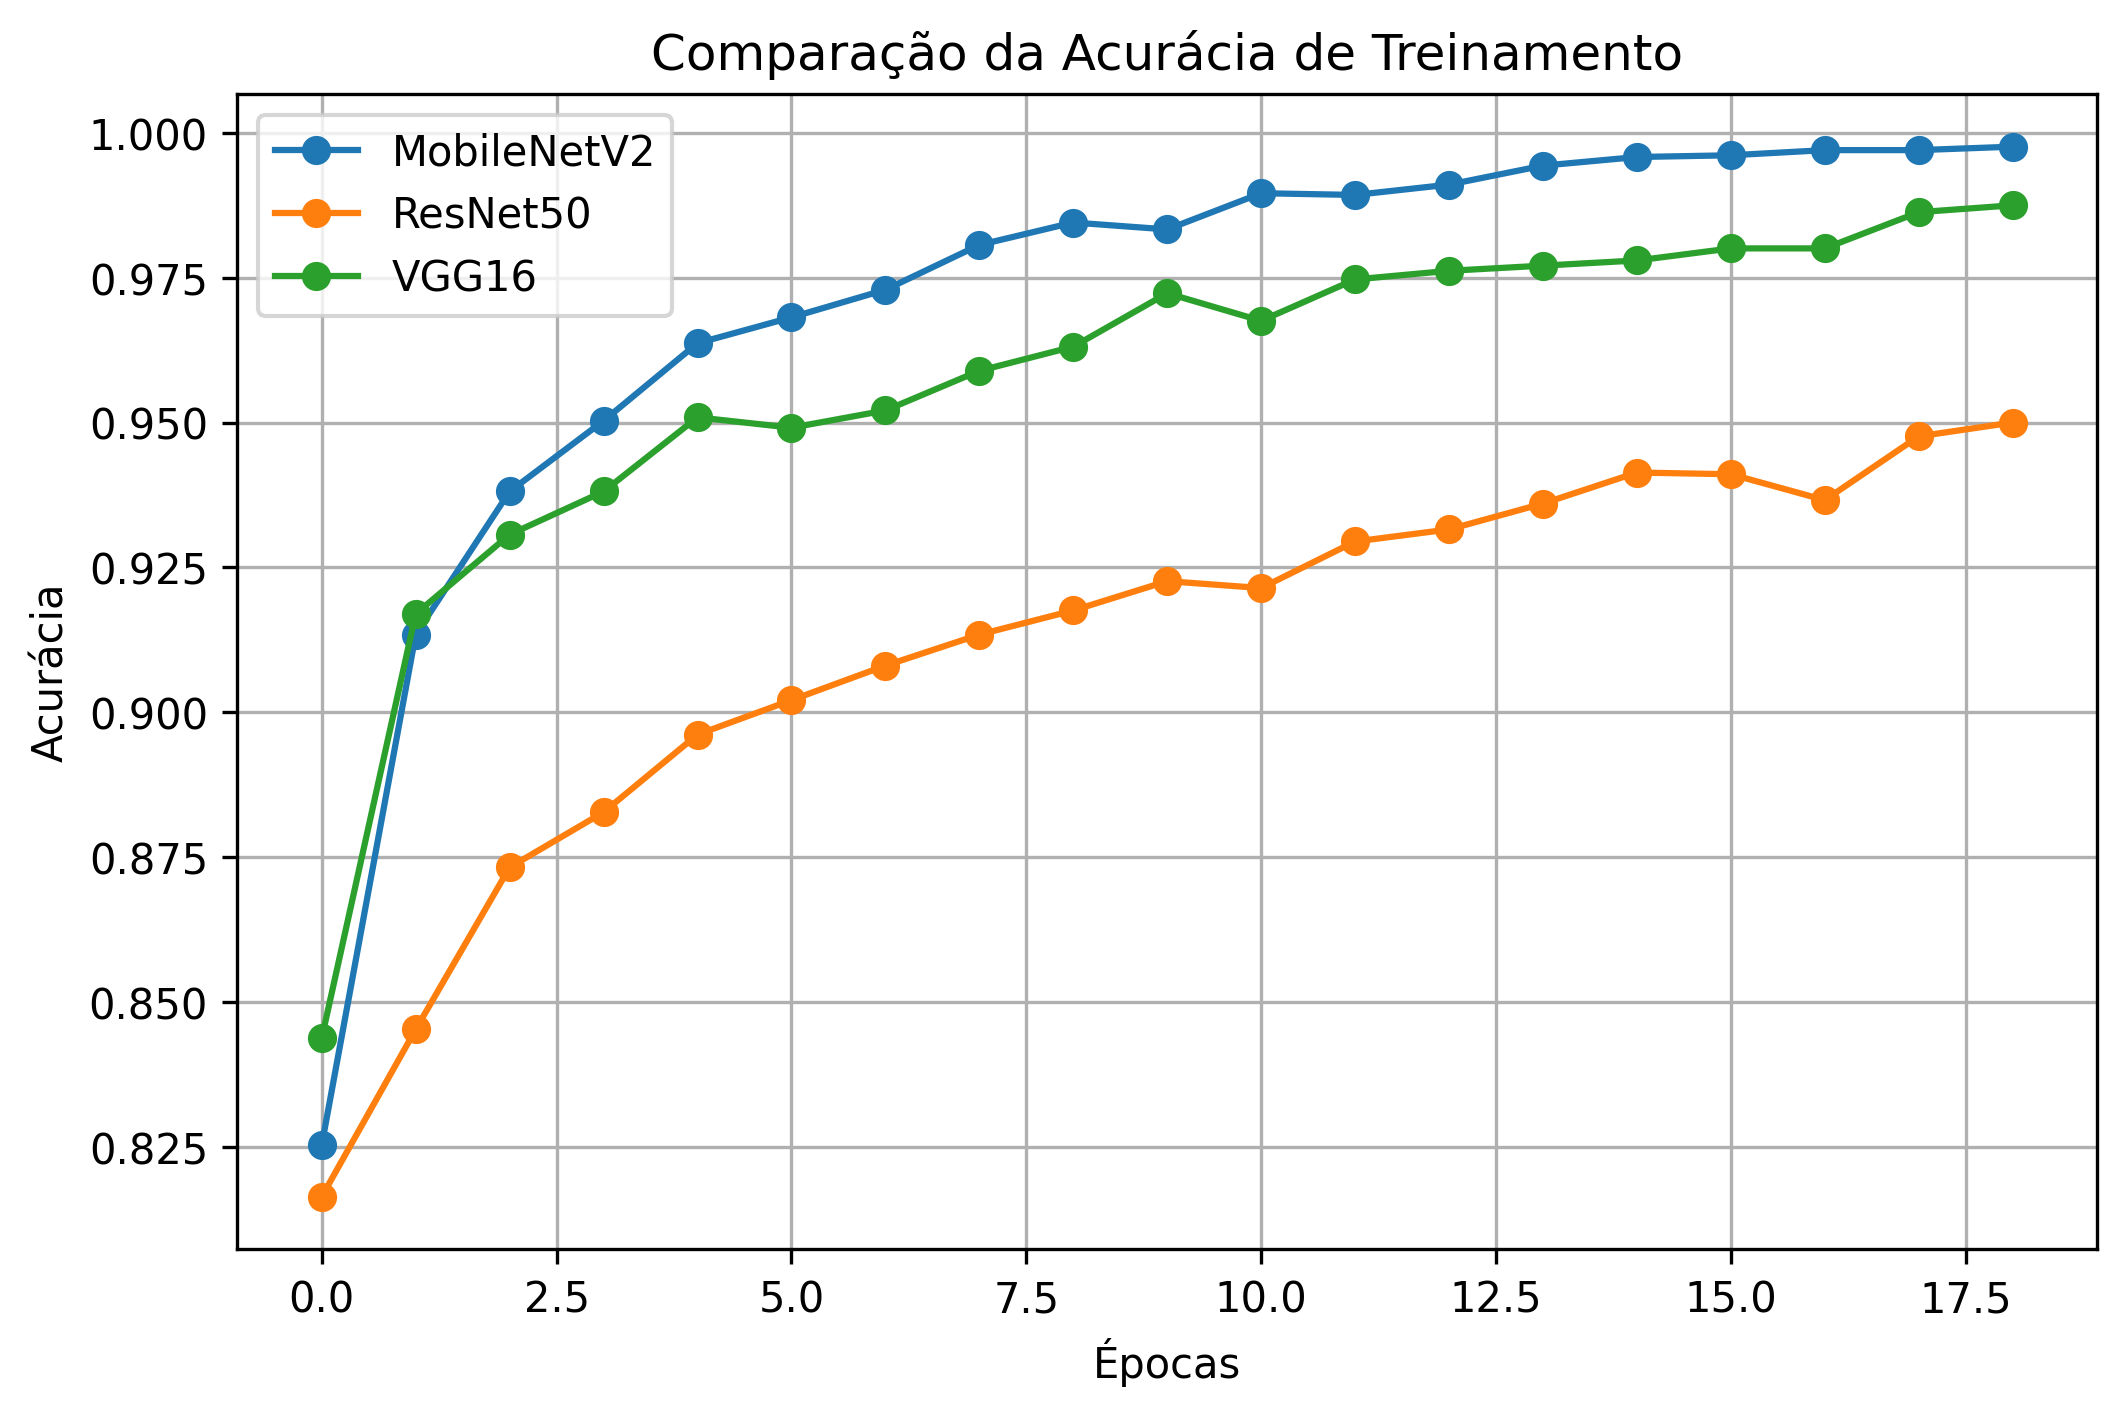 Comparação da Acurácia de Treinamento
MobileNetV2
ResNet50
VGG16
1.000
0.975
0.950
0.925
0.900
0.875
0.850
0.825
Acurácia
0.0 2.5 5.0 7.5 10.0 12.5 15.0 17.5
Épocas